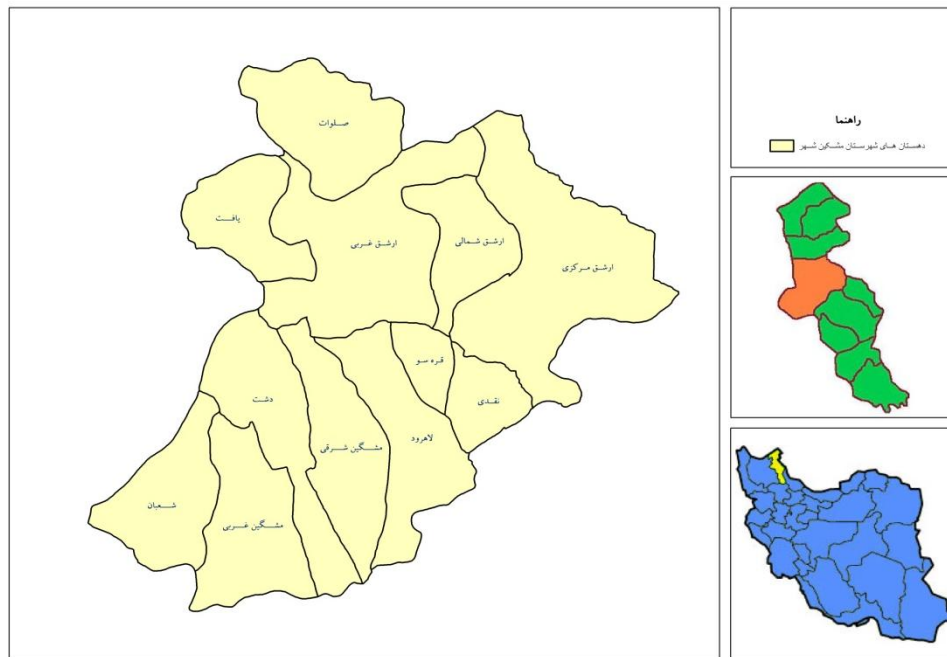 راهنما
دهستان های شهرستان مشکین شهر
صلوات
یافت
ارشق غربی
ارشق شمالی
ارشق مرکزی
قره سو
نقدی
دشت
لاهرود
مشگین شرقی
شعبان
مشگین غربی